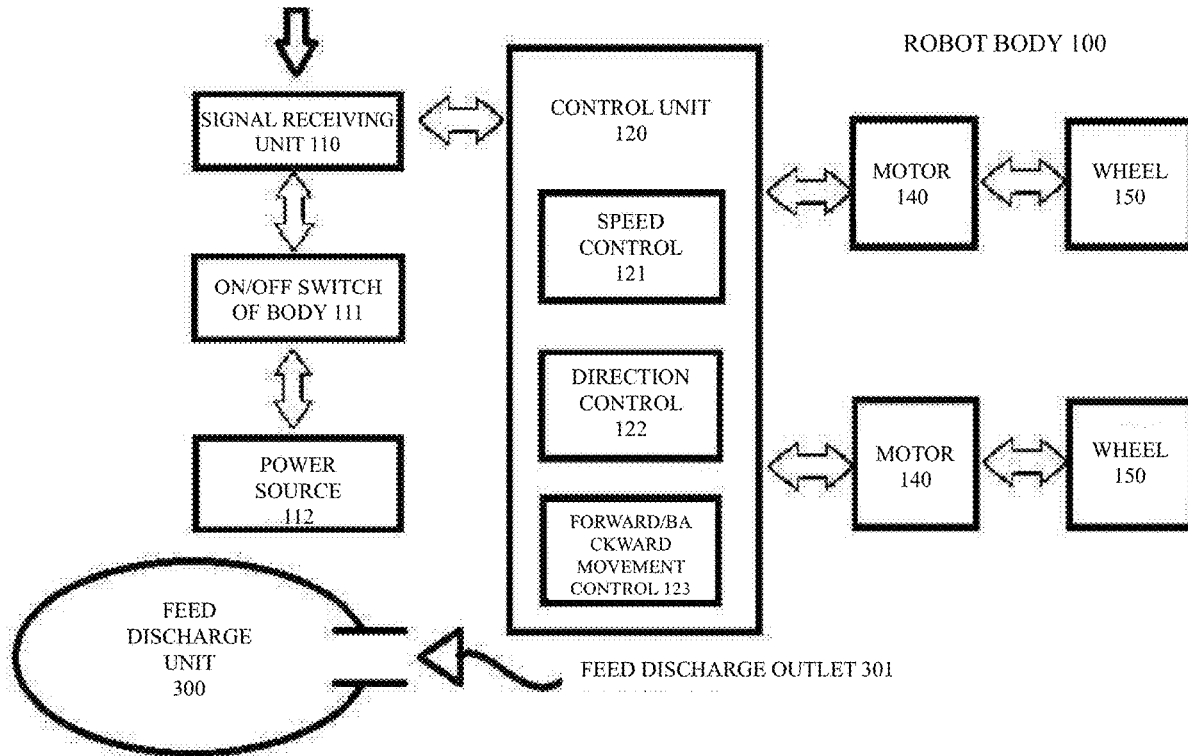 ROBOT BODY 100
SIGNAL RECEIVING
UNIT 110
ON/OFF SWITCH
OF BODY 111
POWER
SOURCE
112
CONTROL UNIT
120
SPEED
CONTROL
121
DIRECTION
CONTROL
122
FORWARD/BA
CKWARD
MOVEMENT
CONTROL 123
MOTOR
140
WHEEL
150
MOTOR
140
WHEEL
150
FEED
DISCHARGE
UNIT
300
FEED DISCHARGE OUTLET 301